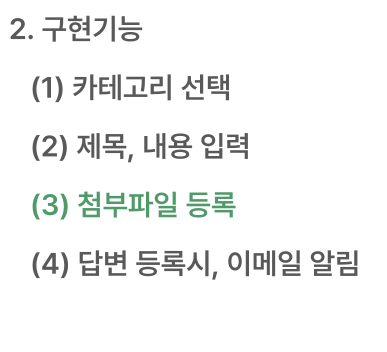 2. 구현기능
(1) 카테고리 선택
(2) 제목, 내용 입력
(3) 첨부파일 등록
(4) 답변 등록시, 이메일 알림